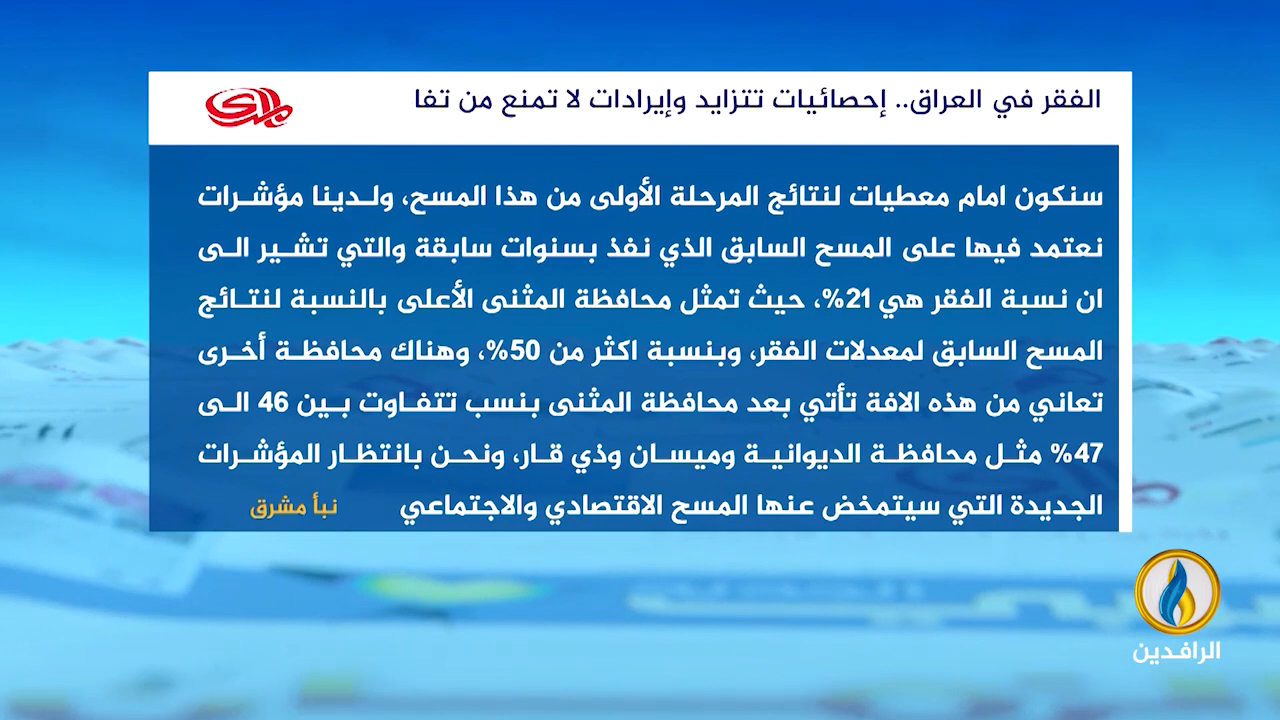 الفقر في العراق.. إحصائيات تتزايد وإيرادات لا تمنع من تفا
المدى
سنكون امام معطيات لنتائج المرحلة الأولى من هذا المسح، ولدينا مؤشرات
نعتمد فيها على المسح السابق الذي نفذ بسنوات سابقة والتي تشير الى
ان نسبة الفقر هي 21%، حيث تمثل محافظة المثنى الأعلى بالنسبة لنتائج
المسح السابق لمعدلات الفقر، وبنسبة اكثر من 50%، وهناك محافظة أخرى
تعاني من هذه الافة تأتي بعد محافظة المثنى بنسب تتفاوت بين 46 الى
47% مثل محافظة الديوانية وميسان وذي قار، ونحن بانتظار المؤشرات
الجديدة التي سيتمخض عنها المسح الاقتصادي والاجتماعي
نبأ مشرق
الرافدين